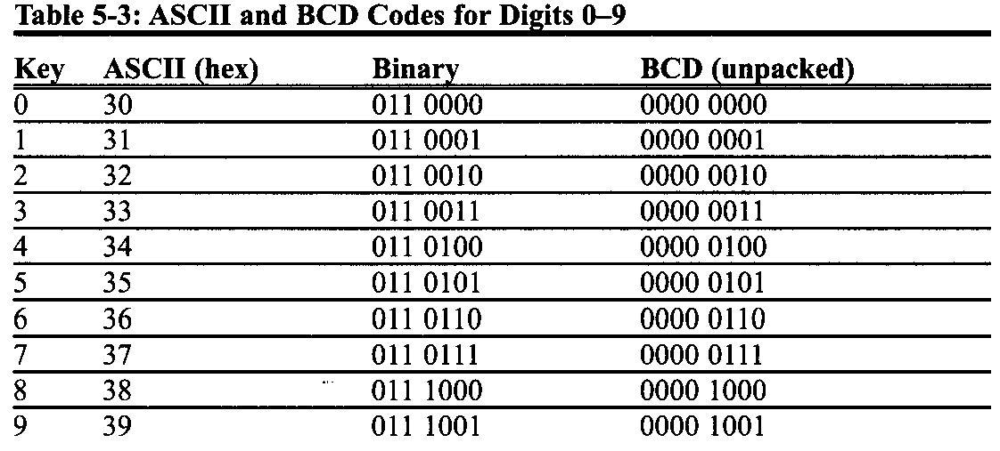 Table 5-3: ASCII and BCD Codes for Digits 0–9
Key ASCII (hex) Binary BCD (unpacked)
0 30 011 0000 0000 0000
1 31 011 0001 0000 0001
2 32 011 0010 0000 0010
3 33 011 0011 0000 0011
4 34 011 0100 0000 0100
5 35 011 0101 0000 0101
6 36 011 0110 0000 0110
7 37 011 0111 0000 0111
8 38 011 1000 0000 1000
9 39 011 1001 0000 1001